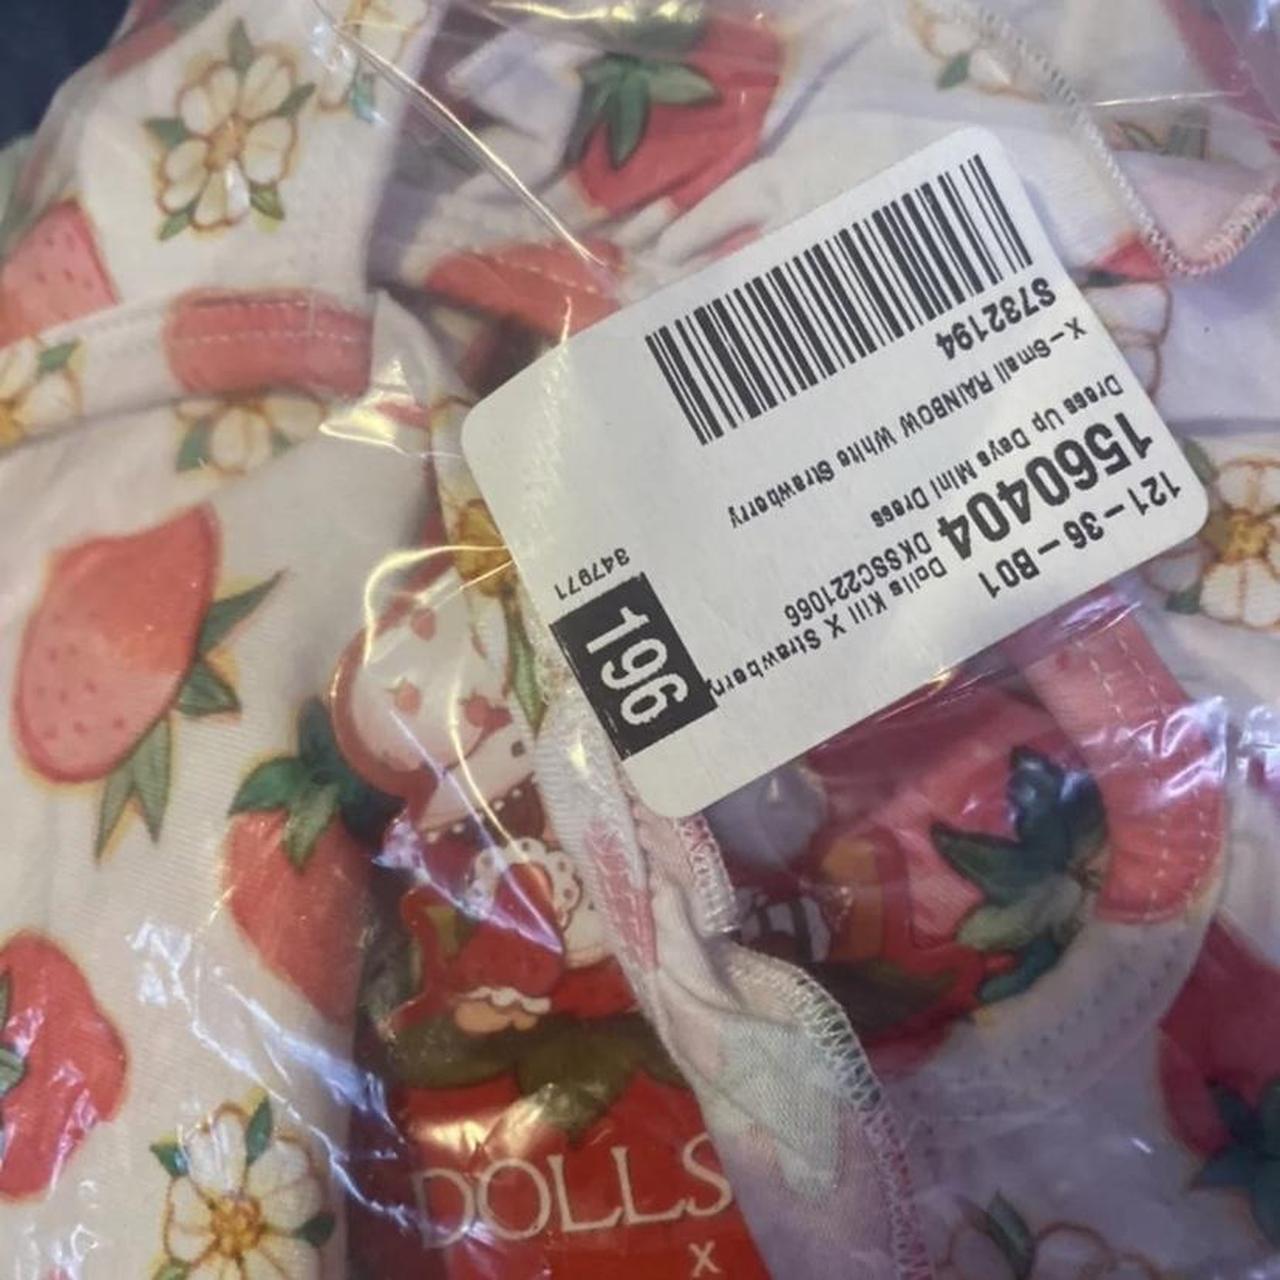 121-36-B01
1560404
Dolls Kill X Strawberry
Dress Up Days Mini Dress DKSSC221066
X-Small RAINBOW White Strawberry
S732194
196
347971
DOLLS
X